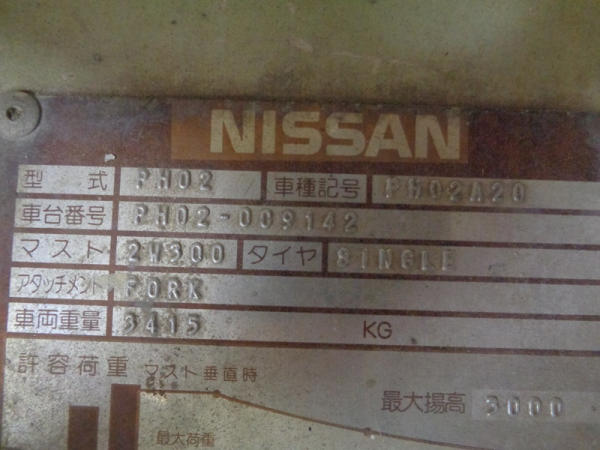 NISSAN
型式 PH02 車種記号 PH02A20
車台番号 PH02-009142
マスト 2W300 タイヤ SINGLE
アタッチメント FORK
車両重量 3415 KG
許容荷重 マスト垂直時
最大揚高 3000
最大荷重